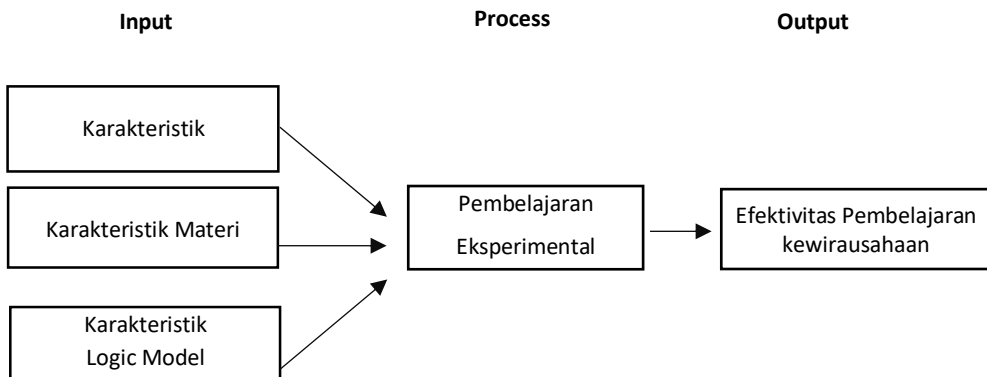 Input
Process
Output
Karakteristik
Karakteristik Materi
Karakteristik
Logic Model
Pembelajaran
Eksperimental
Efektivitas Pembelajaran
kewirausahaan